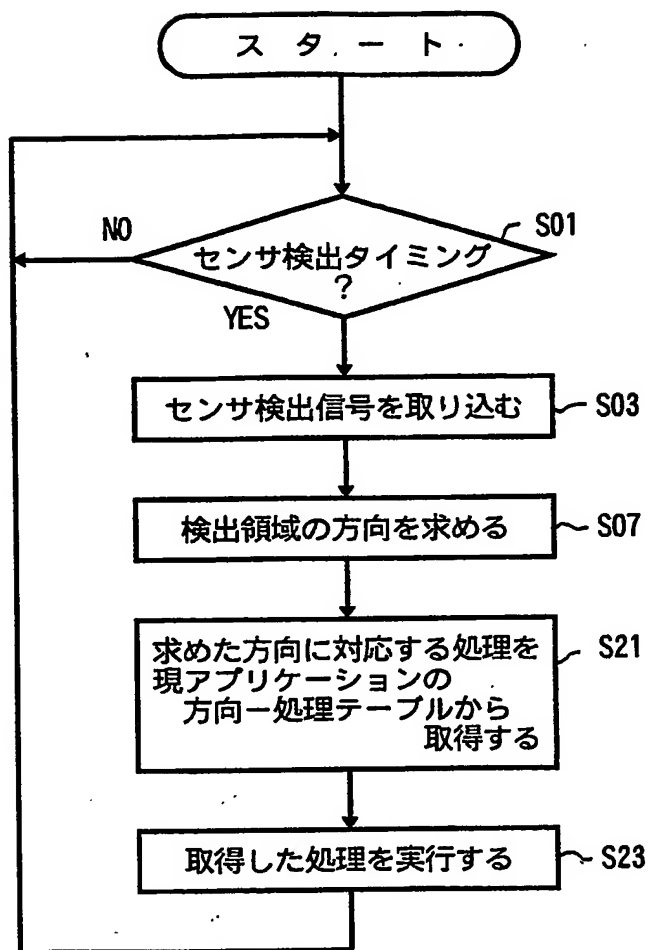 スタート
NO
S01
センサ検出タイミング
?
YES
センサ検出信号を取り込む
S03
検出領域の方向を求める
S07
求めた方向に対応する処理を
S21
現アプリケーションの
方向ー処理テーブルから
取得する
取得した処理を実行する
S23